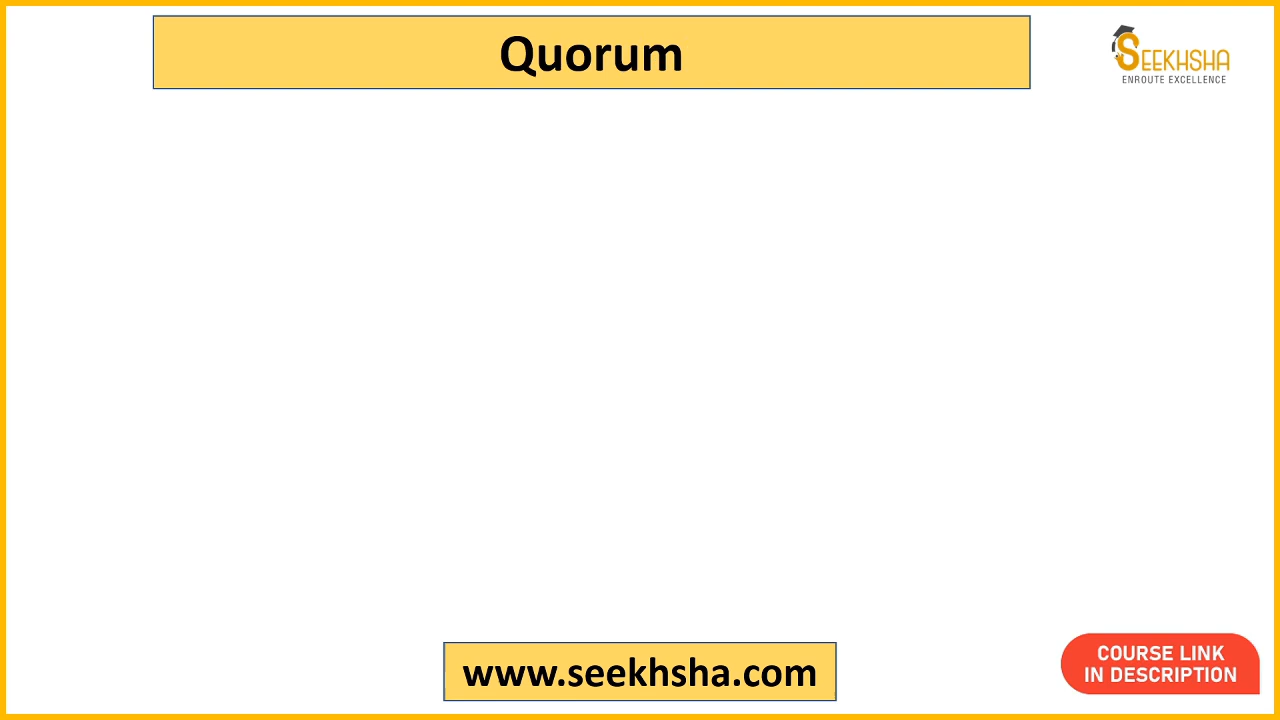 Quorum
SEEKHSHA
ENROUTE EXCELLENCE
www.seekhsha.com
COURSE LINK
IN DESCRIPTION